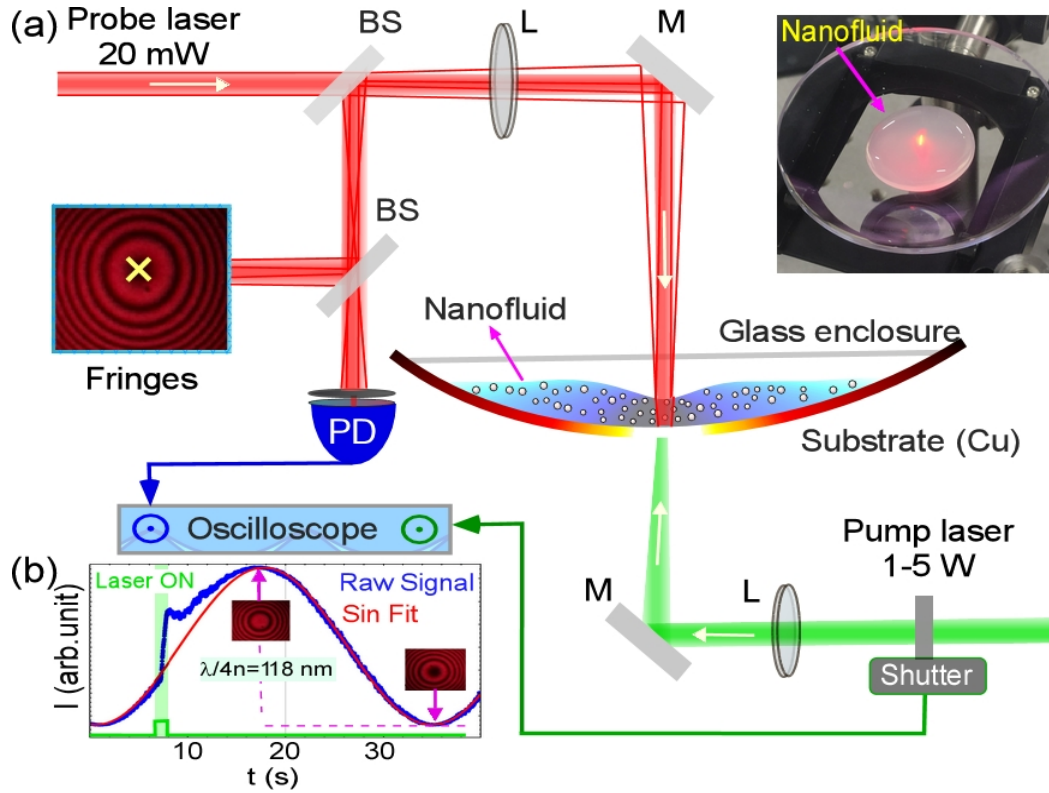 (a)
Probe laser
20 mW
BS
L
M
Nanofluid
BS
Fringes
Nanofluid
Glass enclosure
PD
Substrate (Cu)
Oscilloscope
Pump laser
1-5 W
M
L
Shutter
(b)
Laser ON
Raw Signal
Sin Fit
λ/4n=118 nm
I (arb.unit)
10
20
30
t (s)